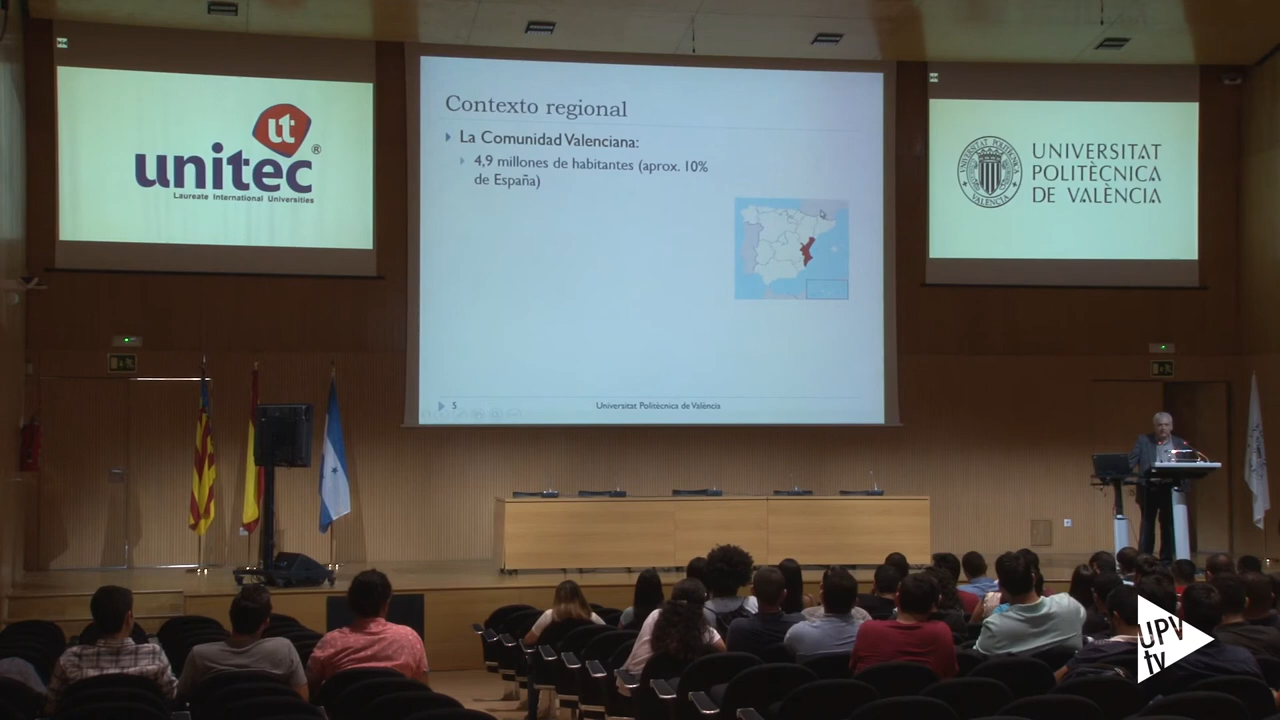 ut
unitec®
Laureate International Universities
Contexto regional
La Comunidad Valenciana:
4,9 millones de habitantes (aprox. 10%
de España)
5
Universitat Politècnica de València
UNIVERSITAT
POLITÈCNICA
DE VALÈNCIA
UPV
tv